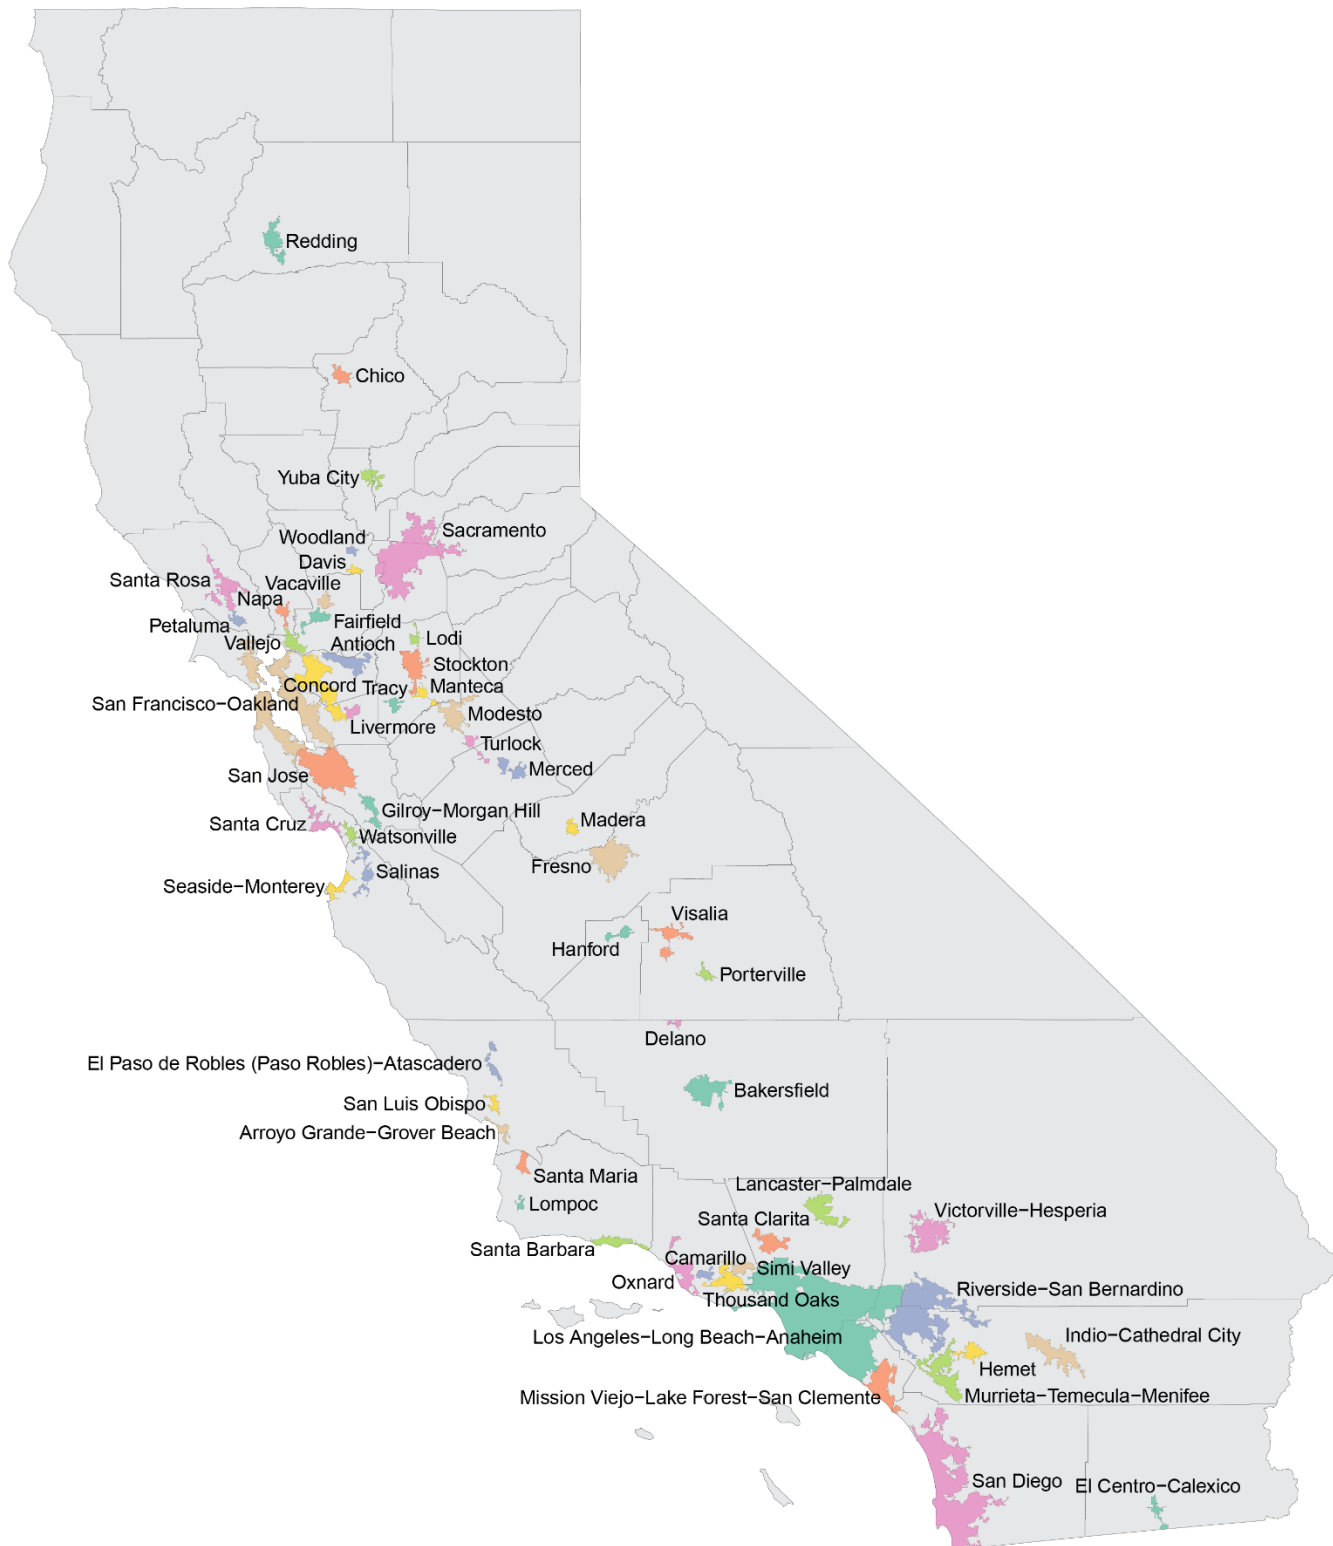 Redding
Chico
Yuba City
Sacramento
Woodland
Davis
Santa Rosa
Vacaville
Napa
Petaluma
Fairfield
Vallejo
Antioch
Lodi
Stockton
Concord
Tracy
Manteca
San Francisco−Oakland
Modesto
Livermore
Turlock
San Jose
Merced
Gilroy−Morgan Hill
Santa Cruz
Madera
Watsonville
Fresno
Salinas
Seaside−Monterey
Visalia
Hanford
Porterville
Delano
El Paso de Robles (Paso Robles)−Atascadero
Bakersfield
San Luis Obispo
Arroyo Grande−Grover Beach
Santa Maria
Lancaster−Palmdale
Lompoc
Victorville−Hesperia
Santa Clarita
Santa Barbara
Camarillo
Simi Valley
Oxnard
Riverside−San Bernardino
Thousand Oaks
Los Angeles−Long Beach−Anaheim
Indio−Cathedral City
Hemet
Mission Viejo−Lake Forest−San Clemente
Murrieta−Temecula−Menifee
San Diego
El Centro−Calexico